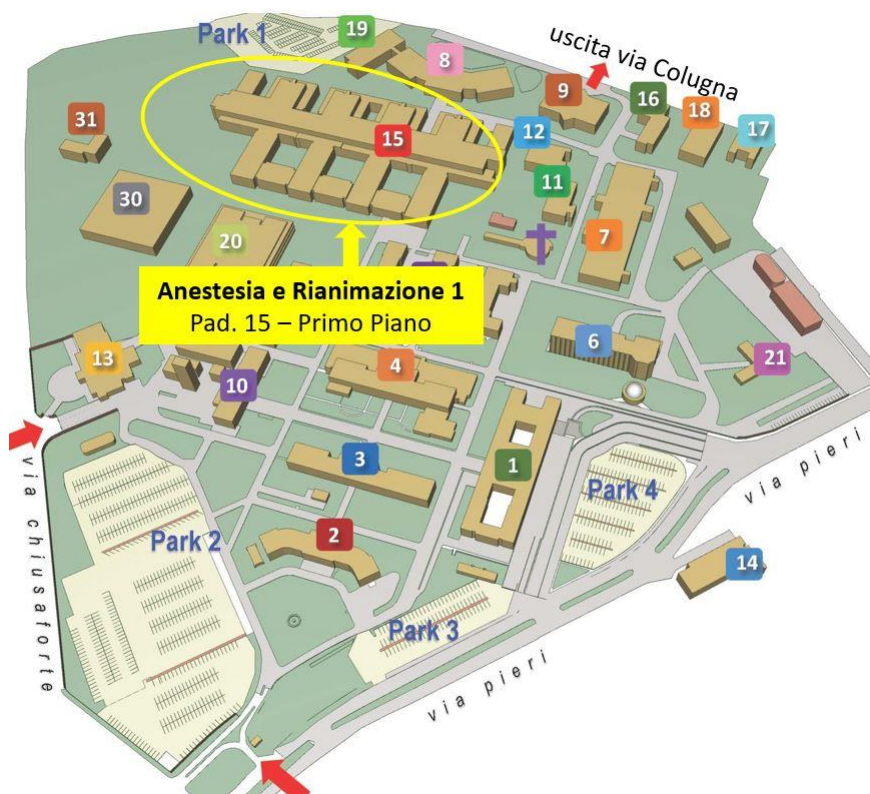 Park 1
19
8
uscita via Colugna
9
16
18
17
31
15
12
11
30
20
7
Anestesia e Rianimazione 1
Pad. 15 – Primo Piano
13
10
4
6
21
3
1
Park 4
via pieri
2
Park 2
14
Park 3
via chiusaforte
via pieri